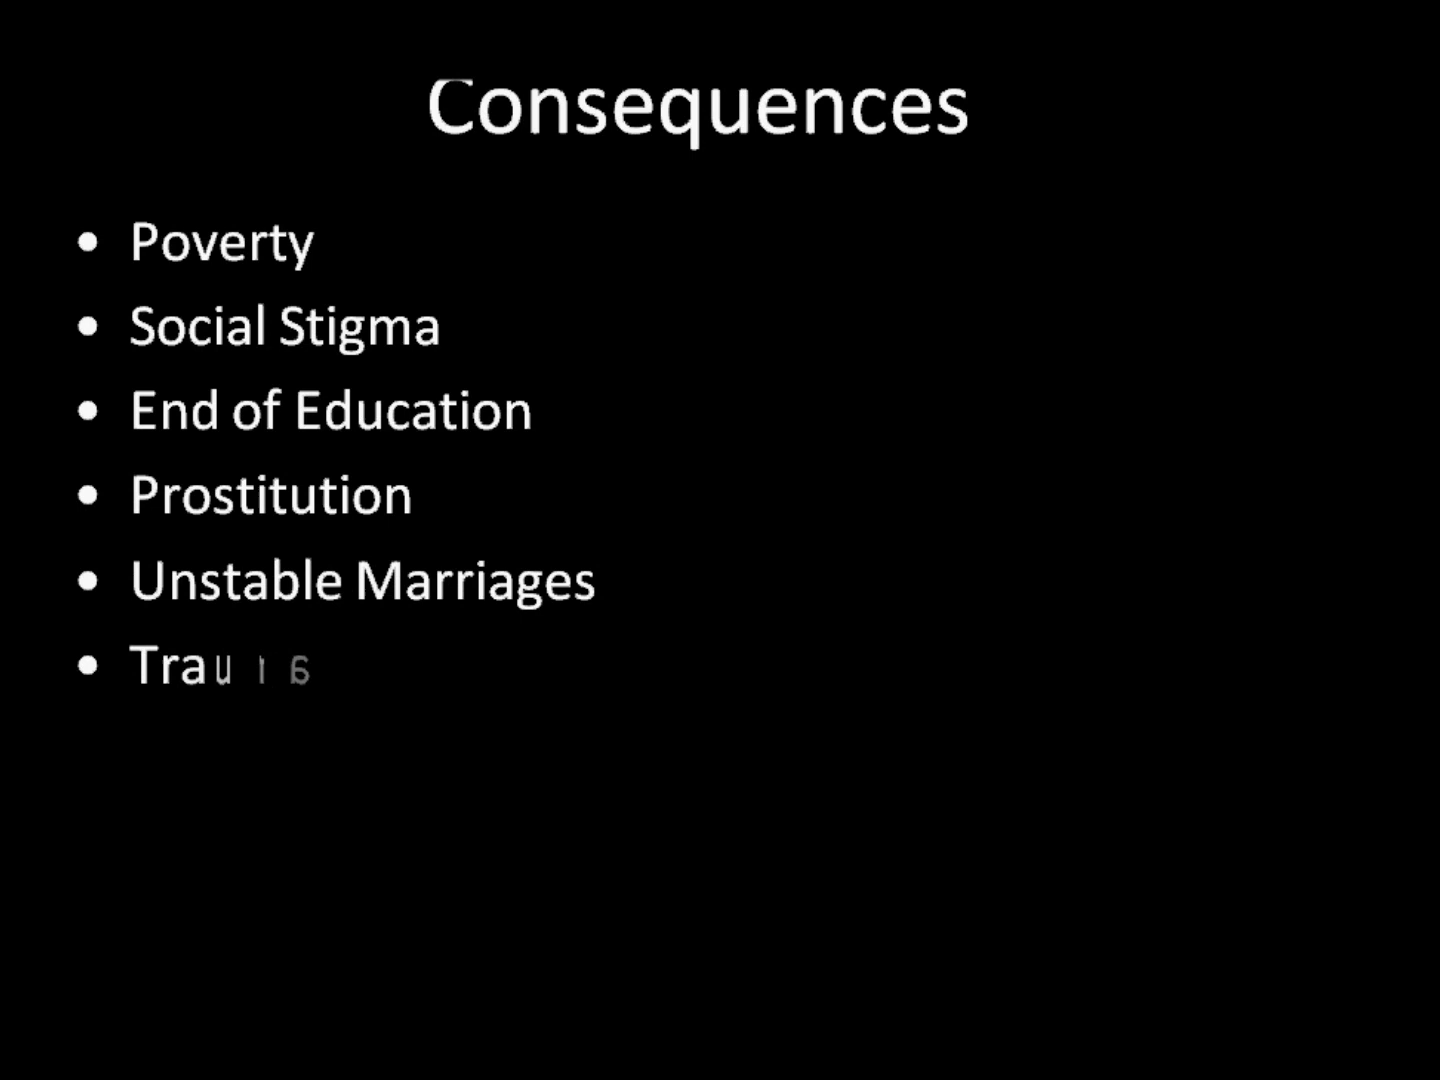 Consequences
• Poverty
• Social Stigma
• End of Education
• Prostitution
• Unstable Marriages